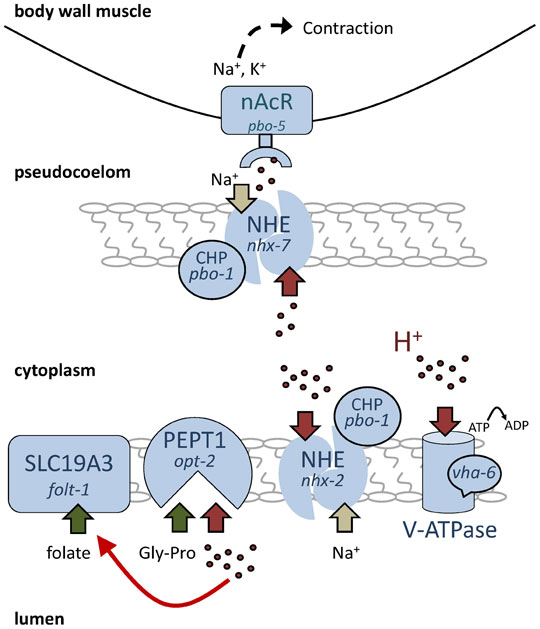 body wall muscle
Contraction
Na⁺, K⁺
nAcR
pbo-5
pseudocoelom
Na⁺
NHE
nhx-7
CHP
pbo-1
H⁺
cytoplasm
CHP
pbo-1
ATP
ADP
SLC19A3
folt-1
PEPT1
opt-2
NHE
nhx-2
vha-6
V-ATPase
folate
Gly-Pro
Na⁺
lumen